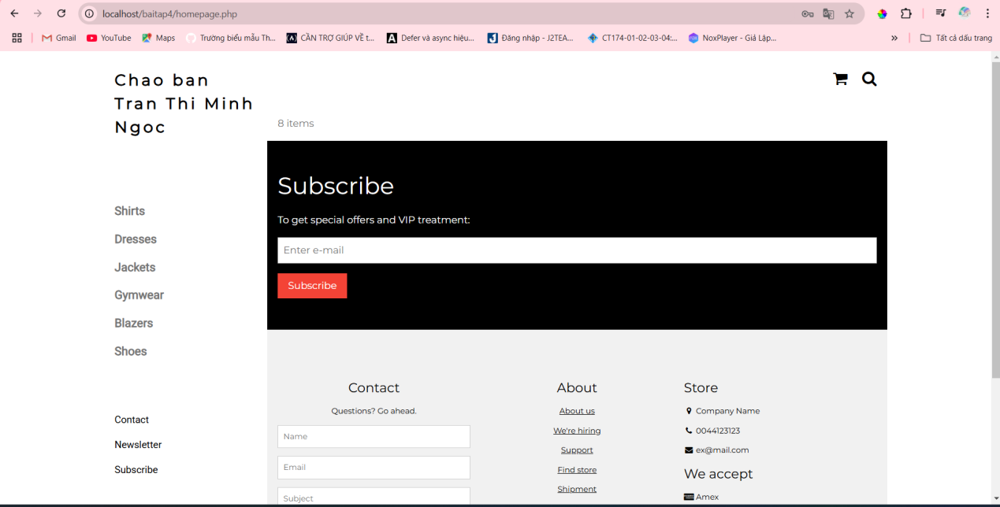 localhost/baitap4/homepage.php
Gmail
YouTube
Maps
Trường biểu mẫu Th...
CẦN TRỢ GIÚP VỀ t...
Defer và async hiệu...
Đăng nhập - J2TEA...
CT174-01-02-03-04:...
NoxPlayer - Giả Lập...
»
Tất cả dấu trang
Chao ban
Tran Thi Minh
Ngoc
8 items
Shirts
Dresses
Jackets
Gymwear
Blazers
Shoes
Contact
Newsletter
Subscribe
Subscribe
To get special offers and VIP treatment:
Enter e-mail
Subscribe
Contact
Questions? Go ahead.
Name
Email
Subject
About
About us
We're hiring
Support
Find store
Shipment
Store
Company Name
0044123123
ex@mail.com
We accept
Amex